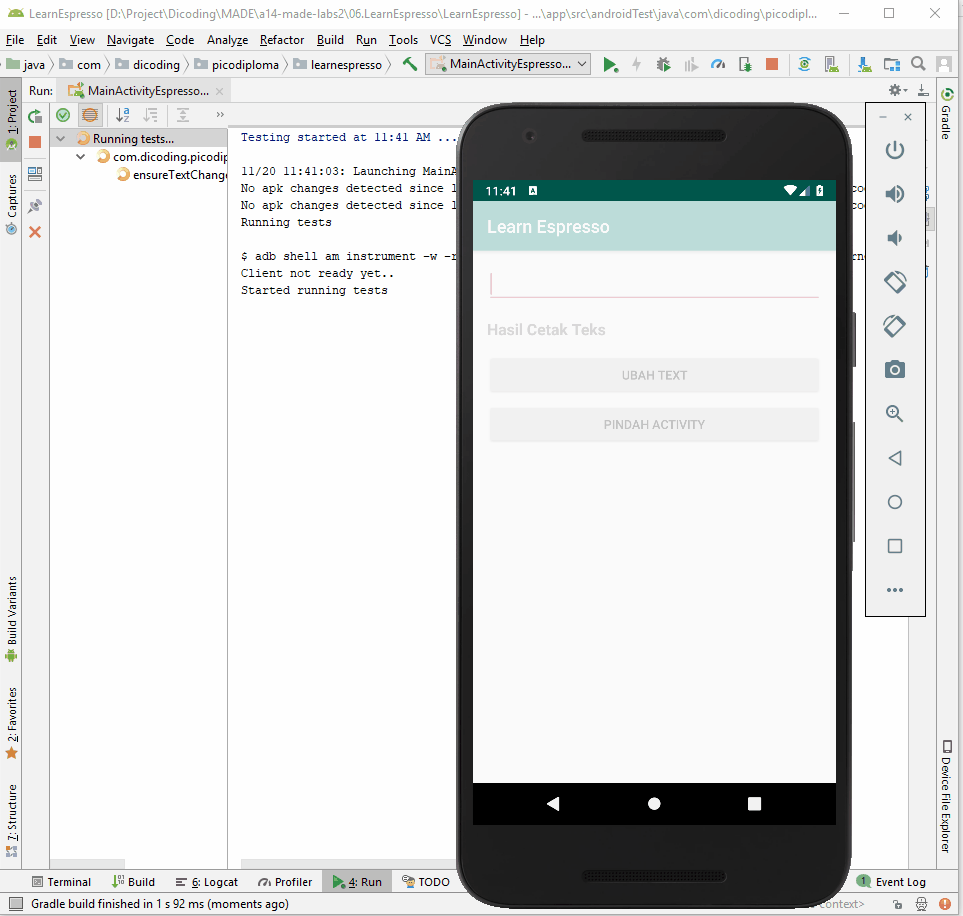 LearnEspresso [D:\Project\Dicoding\MADE\a14-made-labs2\06.LearnEspresso\LearnEspresso] - ...\app\src\androidTest\java\com\dicoding\picodipl...
File Edit View Navigate Code Analyze Refactor Build Run Tools VCS Window Help
java com dicoding picodiploma learnespresso MainActivityEspresso...
Run: MainActivityEspresso...
1: Project
Captures
Build Variants
2: Favorites
7: Structure
Gradle
Device File Explorer
Running tests...
com.dicoding.picodip
ensureTextChange
Testing started at 11:41 AM ...
11/20 11:41:03: Launching MainA
No apk changes detected since l
No apk changes detected since l
Running tests
$ adb shell am instrument -w -r
Client not ready yet..
Started running tests
11:41
Learn Espresso
Hasil Cetak Teks
UBAH TEXT
PINDAH ACTIVITY
Terminal Build 6: Logcat Profiler 4: Run TODO Event Log
Gradle build finished in 1 s 92 ms (moments ago) context>